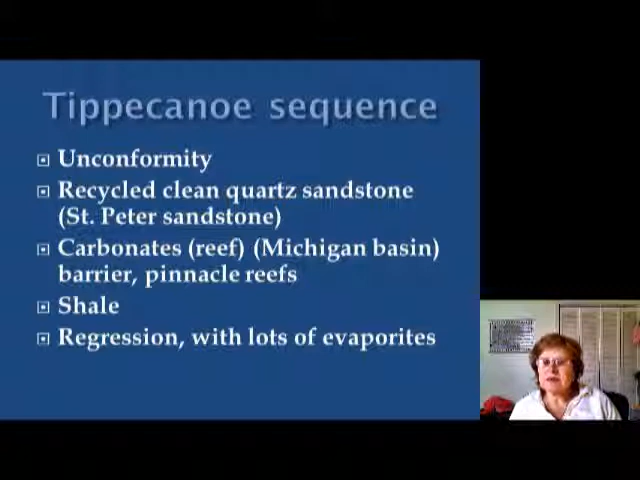 Tippecanoe sequence
Unconformity
Recycled clean quartz sandstone
(St. Peter sandstone)
Carbonates (reef) (Michigan basin)
barrier, pinnacle reefs
Shale
Regression, with lots of evaporites